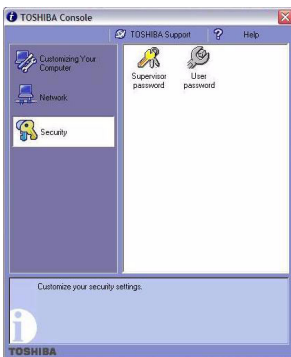 TOSHIBA Console
TOSHIBA Support ? Help
Customizing Your
Computer
Network
Security
Supervisor
password
User
password
Customize your security settings.
TOSHIBA